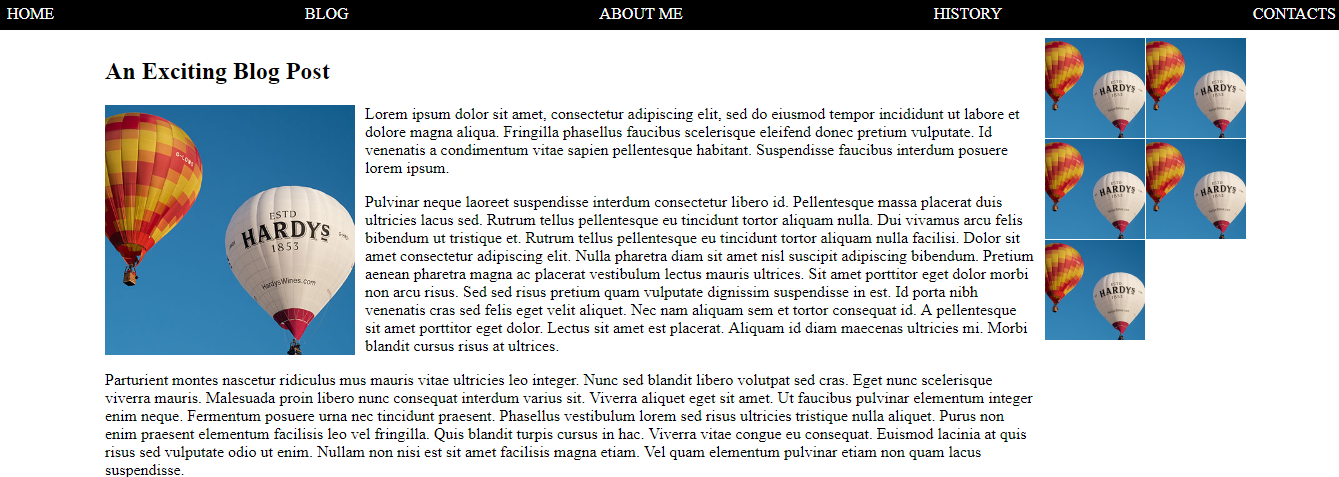 HOME BLOG ABOUT ME HISTORY CONTACTS
An Exciting Blog Post
Lorem ipsum dolor sit amet, consectetur adipiscing elit, sed do eiusmod tempor incididunt ut labore et
dolore magna aliqua. Fringilla phasellus faucibus scelerisque eleifend donec pretium vulputate. Id
venenatis a condimentum vitae sapien pellentesque habitant. Suspendisse faucibus interdum posuere
lorem ipsum.
Pulvinar neque laoreet suspendisse interdum consectetur libero id. Pellentesque massa placerat duis
ultricies lacus sed. Rutrum tellus pellentesque eu tincidunt tortor aliquam nulla. Dui vivamus arcu felis
bibendum ut tristique et. Rutrum tellus pellentesque eu tincidunt tortor aliquam nulla facilisi. Dolor sit
amet consectetur adipiscing elit. Nulla pharetra diam sit amet nisl suscipit adipiscing bibendum. Pretium
aenean pharetra magna ac placerat vestibulum lectus mauris ultrices. Sit amet porttitor eget dolor morbi
non arcu risus. Sed sed risus pretium quam vulputate dignissim suspendisse in est. Id porta nibh
venenatis cras sed felis eget velit aliquet. Nec nam aliquam sem et tortor consequat id. A pellentesque
sit amet porttitor eget dolor. Lectus sit amet est placerat. Aliquam id diam maecenas ultricies mi. Morbi
blandit cursus risus at ultrices.
Parturient montes nascetur ridiculus mus mauris vitae ultricies leo integer. Nunc sed blandit libero volutpat sed cras. Eget nunc scelerisque
viverra mauris. Malesuada proin libero nunc consequat interdum varius sit. Viverra aliquet eget sit amet. Ut faucibus pulvinar elementum integer
enim neque. Fermentum posuere urna nec tincidunt praesent. Phasellus vestibulum lorem sed risus ultricies tristique nulla aliquet. Purus non
enim praesent elementum facilisis leo vel fringilla. Quis blandit turpis cursus in hac. Viverra vitae congue eu consequat. Euismod lacinia at quis
risus sed vulputate odio ut enim. Nullam non nisi est sit amet facilisis magna etiam. Vel quam elementum pulvinar etiam non quam lacus
suspendisse.
ESTD
HARDYS
1853
HardysWines.com
HARDYS
HARDYS
HARDYS
HARDYS
HARDYS